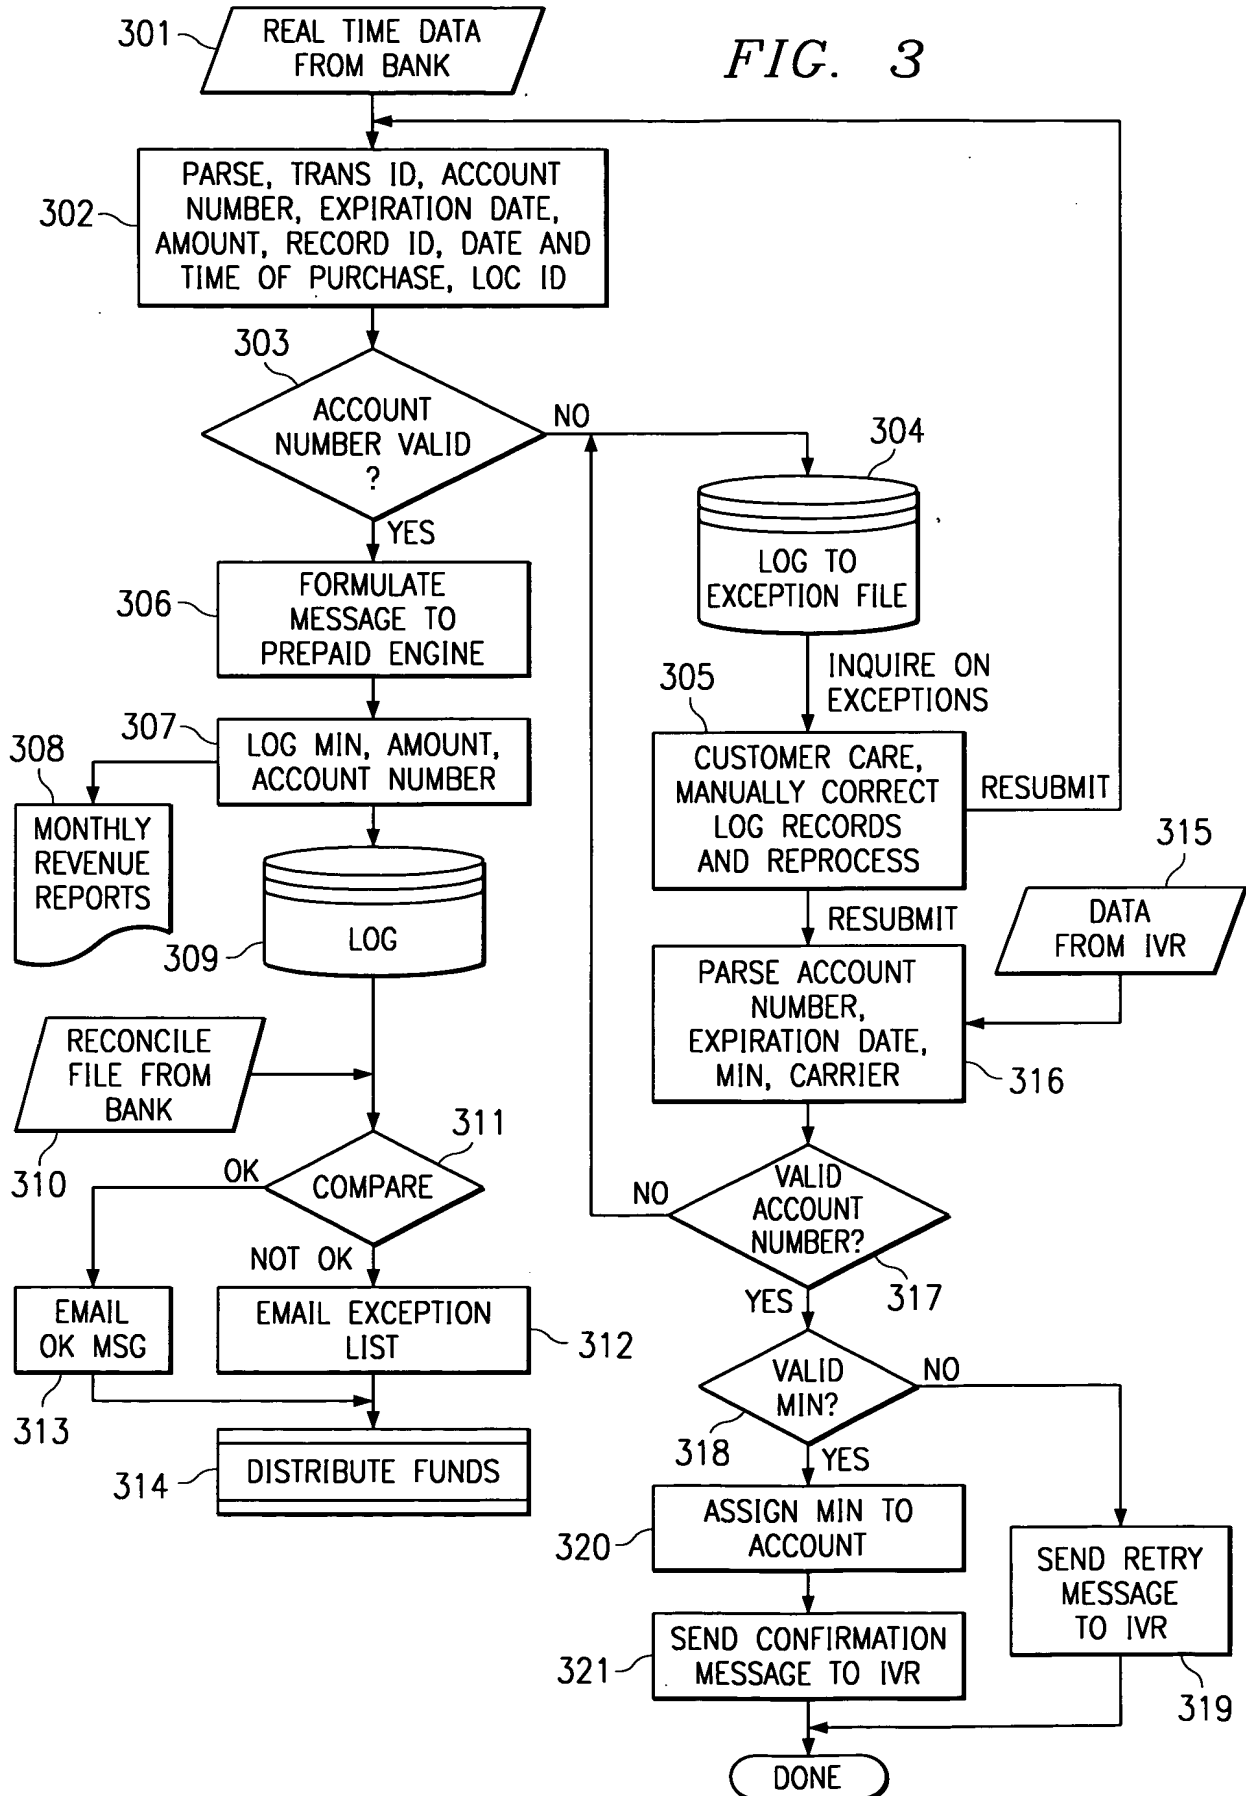 FIG. 3
301
REAL TIME DATA
FROM BANK
302
PARSE, TRANS ID, ACCOUNT
NUMBER, EXPIRATION DATE,
AMOUNT, RECORD ID, DATE AND
TIME OF PURCHASE, LOC ID
303
ACCOUNT
NUMBER VALID
?
NO
YES
304
LOG TO
EXCEPTION FILE
INQUIRE ON
EXCEPTIONS
305
CUSTOMER CARE,
MANUALLY CORRECT
LOG RECORDS
AND REPROCESS
RESUBMIT
RESUBMIT
306
FORMULATE
MESSAGE TO
PREPAID ENGINE
307
LOG MIN, AMOUNT,
ACCOUNT NUMBER
308
MONTHLY
REVENUE
REPORTS
309
LOG
310
RECONCILE
FILE FROM
BANK
311
COMPARE
OK
NOT OK
EMAIL
OK MSG
313
EMAIL EXCEPTION
LIST
312
314
DISTRIBUTE FUNDS
315
DATA
FROM IVR
PARSE ACCOUNT
NUMBER,
EXPIRATION DATE,
MIN, CARRIER
316
VALID
ACCOUNT
NUMBER?
317
NO
YES
VALID
MIN?
318
NO
YES
320
ASSIGN MIN TO
ACCOUNT
321
SEND CONFIRMATION
MESSAGE TO IVR
SEND RETRY
MESSAGE
TO IVR
319
DONE